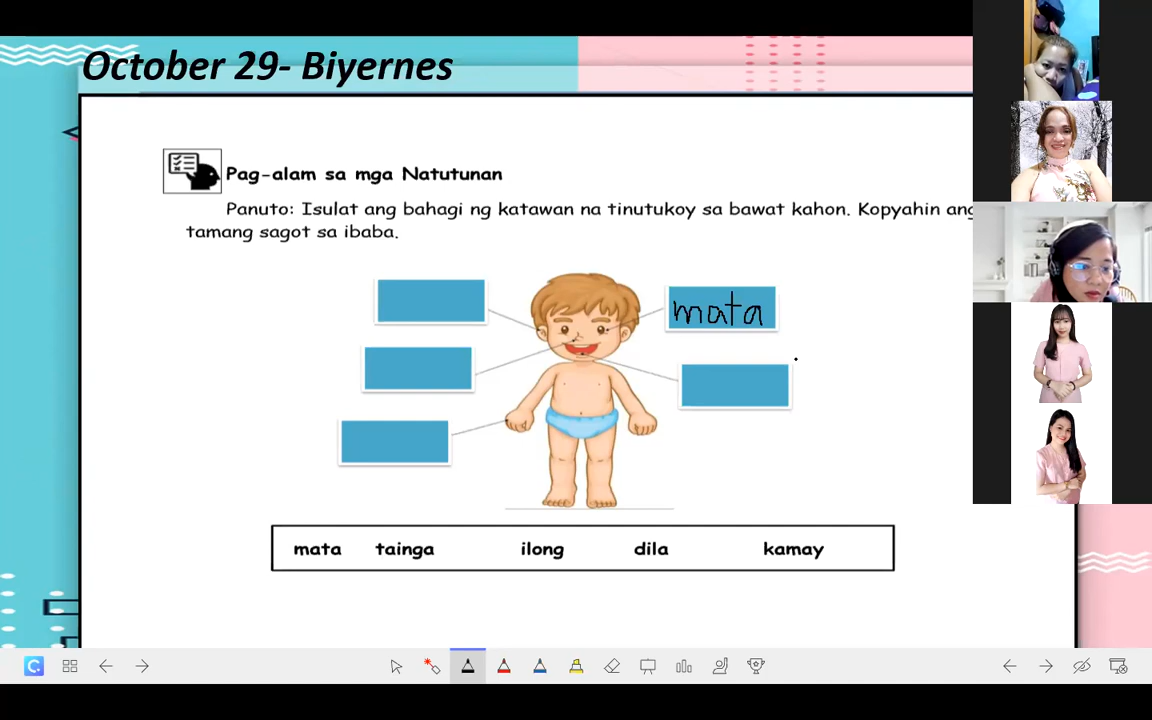 October 29- Biyernes
Pag-alam sa mga Natutunan
Panuto: Isulat ang bahagi ng katawan na tinutukoy sa bawat kahon. Kopyahin ang
tamang sagot sa ibaba.
mata
mata tainga ilong dila kamay